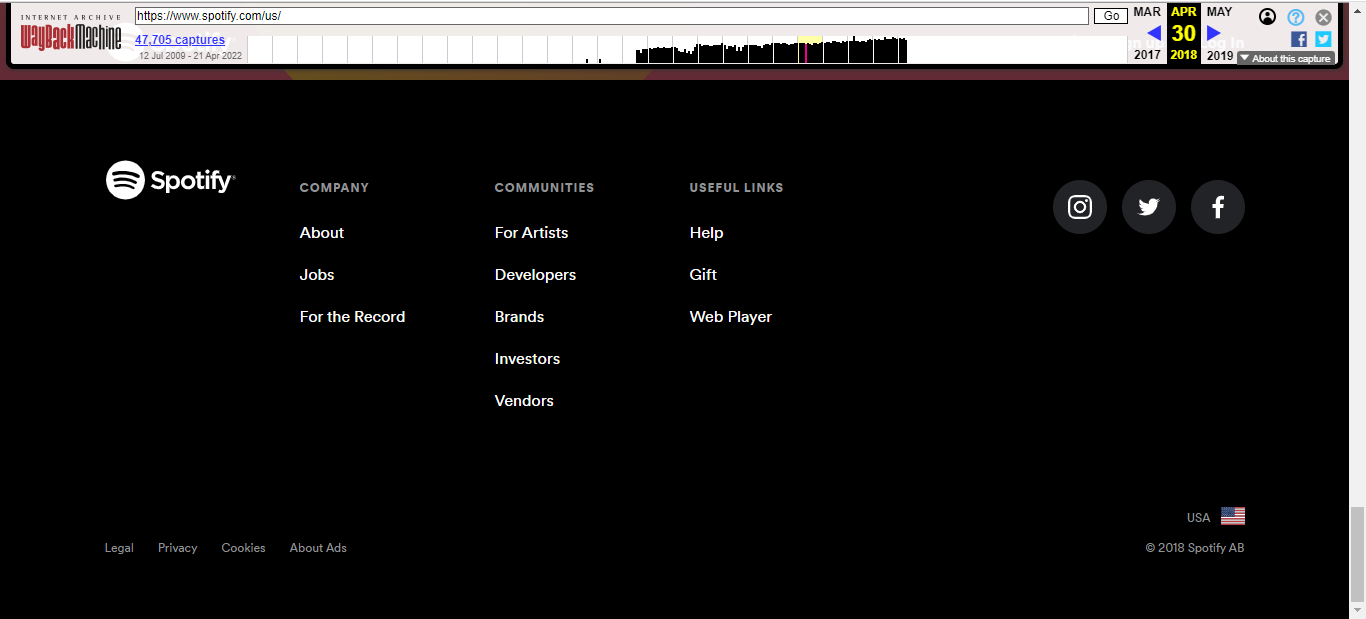 INTERNET ARCHIVE
WayBackMachine
https://www.spotify.com/us/
Go
47,705 captures
12 Jul 2009 - 21 Apr 2022
MAR
APR
MAY
30
2017
2018
2019
About this capture
Spotify
COMPANY
About
Jobs
For the Record
COMMUNITIES
For Artists
Developers
Brands
Investors
Vendors
USEFUL LINKS
Help
Gift
Web Player
USA
Legal
Privacy
Cookies
About Ads
© 2018 Spotify AB